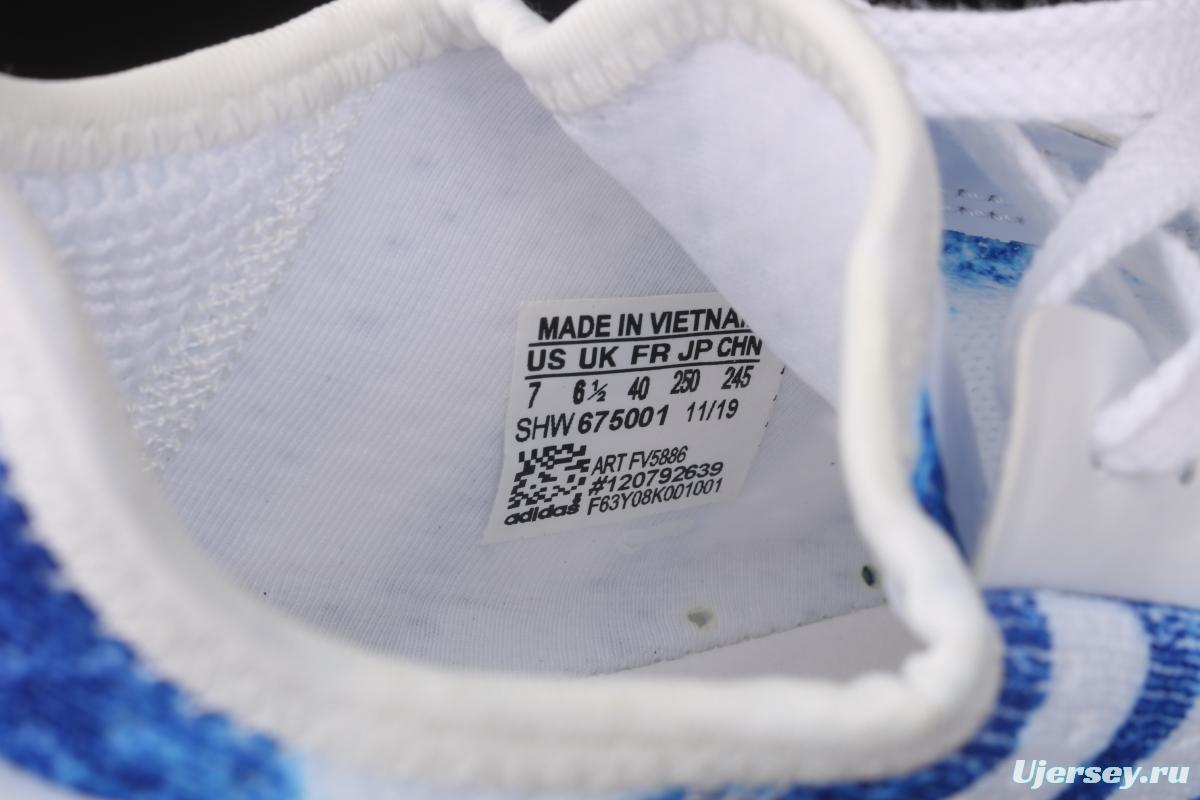 MADE IN VIETNA
US UK FR JP CHN
7 6½ 40 250 245
SHW 675001 11/19
ART FV5886
#120792639
F63Y08K001001
adidas
Ujersey.ru